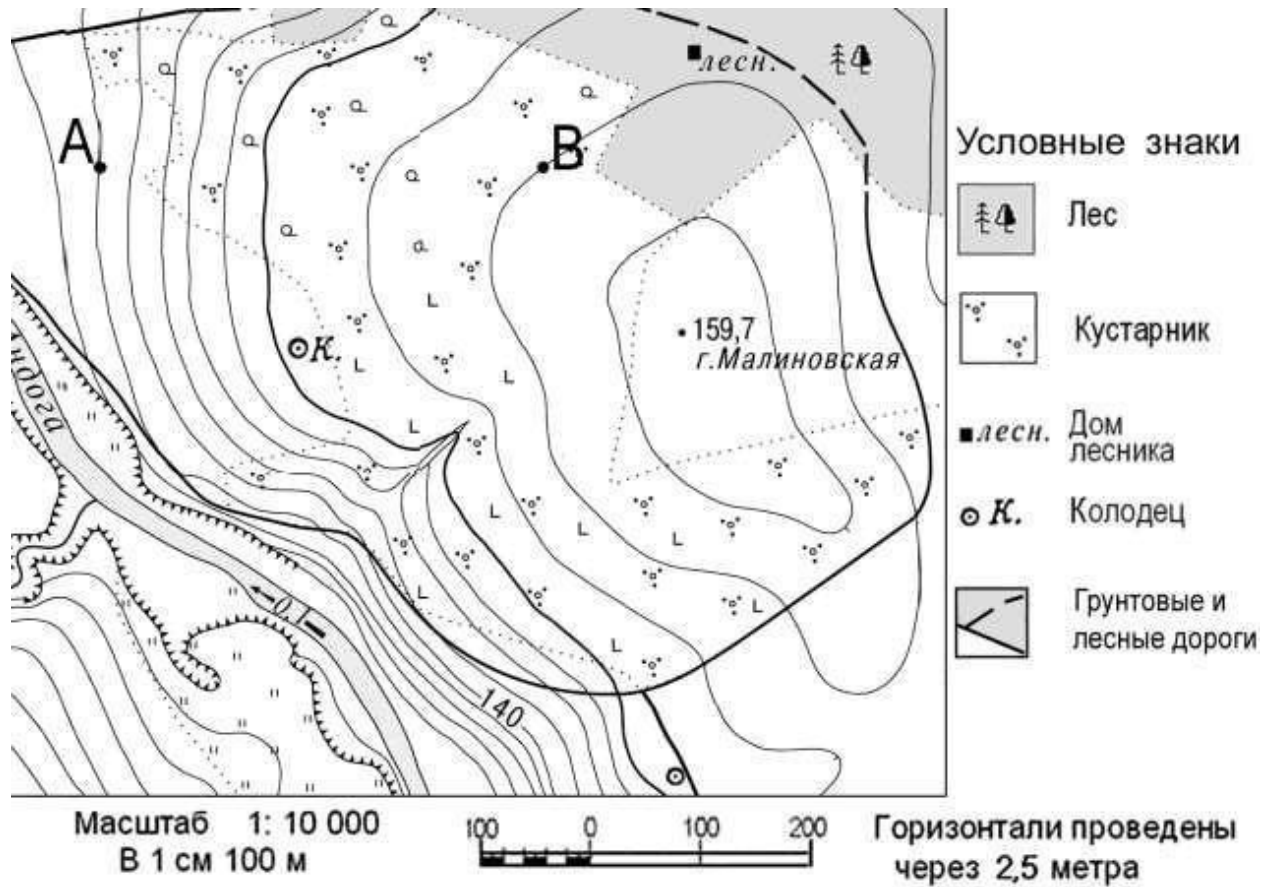 лесн.
А
В
Условные знаки
Лес
159,7
г.Малиновская
К.
Кустарник
лесн.
Дом
лесника
К.
Колодец
0,1
Грунтовые и
лесные дороги
140
Масштаб 1: 10 000
В 1 см 100 м
100 0 100 200
Горизонтали проведены
через 2,5 метра